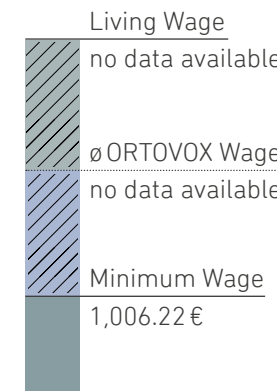 Living Wage
no data available
ø ORTOVOX Wage
no data available
Minimum Wage
1,006.22 €